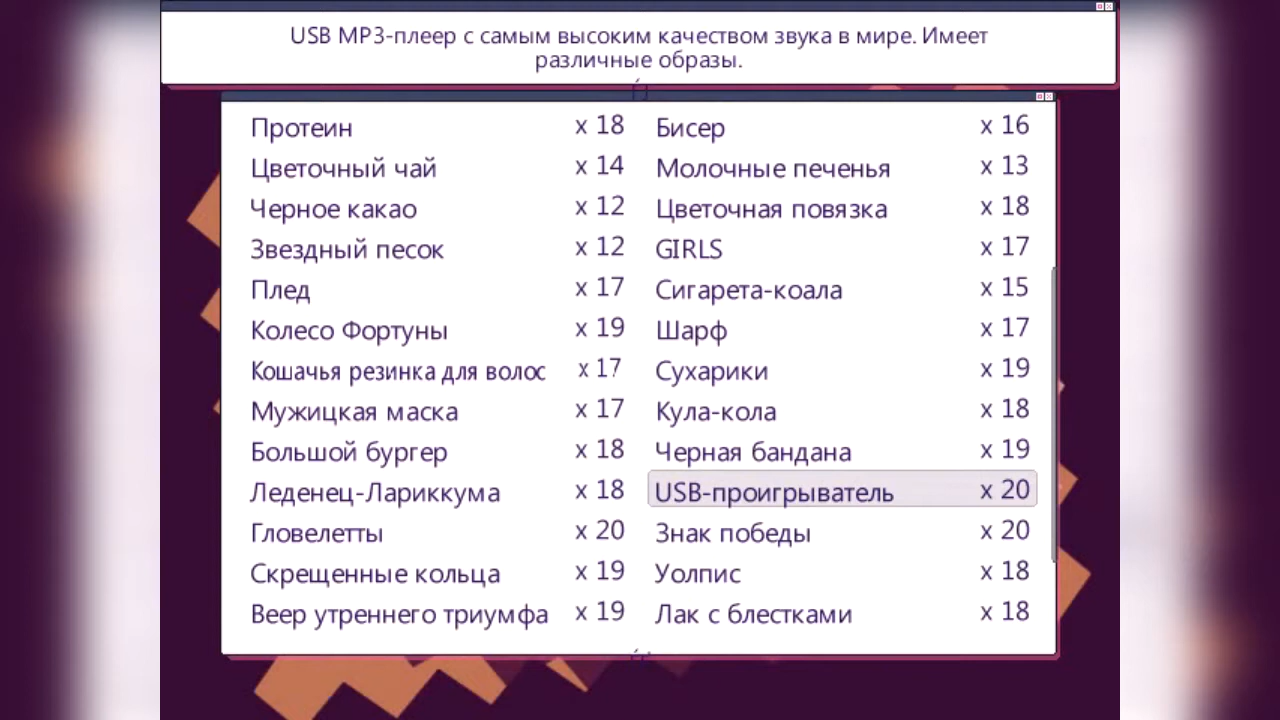 USB MP3-плеер с самым высоким качеством звука в мире. Имеет
различные образы.
Протеин x 18 Бисер x 16
Цветочный чай x 14 Молочные печенья x 13
Черное какао x 12 Цветочная повязка x 18
Звездный песок x 12 GIRLS x 17
Плед x 17 Сигарета-коала x 15
Колесо Фортуны x 19 Шарф x 17
Кошачья резинка для волос x 17 Сухарики x 19
Мужицкая маска x 17 Кула-кола x 18
Большой бургер x 18 Черная бандана x 19
Леденец-Лариккума x 18 USB-проигрыватель x 20
Гловелетты x 20 Знак победы x 20
Скрещенные кольца x 19 Уолпис x 18
Веер утреннего триумфа x 19 Лак с блестками x 18